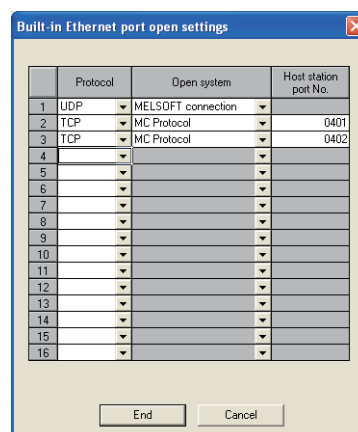 Built-in Ethernet port open settings
Protocol Open system Host station port No.
1 UDP MELSOFT connection
2 TCP MC Protocol 0401
3 TCP MC Protocol 0402
4
5
6
7
8
9
10
11
12
13
14
15
16
End Cancel